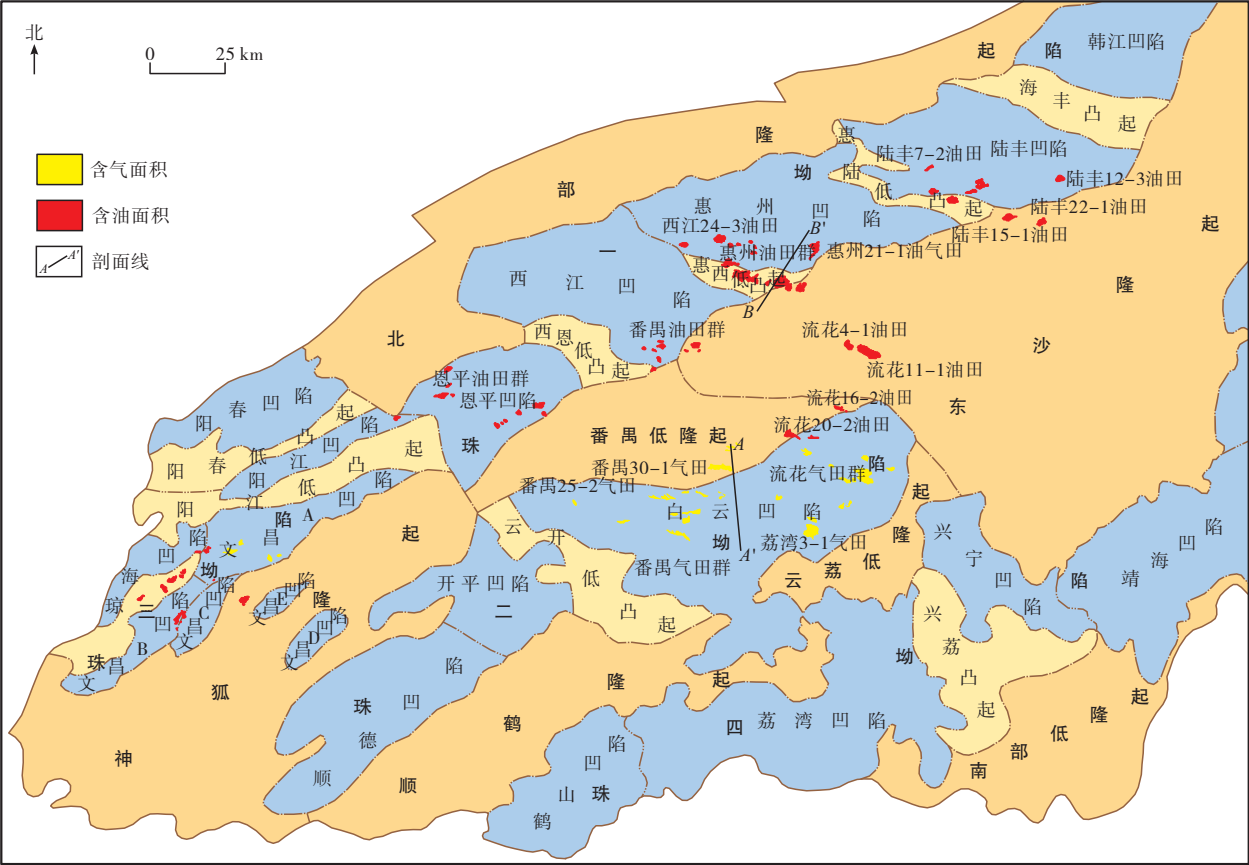 北
0 25 km
含气面积
含油面积
A A′ 剖面线
韩江凹陷
海丰凸起
陆丰凹陷
陆丰7-2油田
陆丰12-3油田
陆丰22-1油田
陆丰15-1油田
惠陆低凸起
北部隆起
惠州凹陷
西江24-3油田
惠州油田群
惠州21-1油气田
惠西低凸起
B′
B
珠一坳陷
西江凹陷
番禺油田群
西恩低凸起
恩平油田群
恩平凹陷
东沙隆起
流花4-1油田
流花11-1油田
流花16-2油田
流花20-2油田
番禺低隆起
A
番禺30-1气田
番禺25-2气田
流花气田群
白云凹陷
荔湾3-1气田
A′
番禺气田群
云开低凸起
云荔低隆起
珠二坳陷
开平凹陷
顺德凹陷
阳春凹陷
阳春低凸起
阳江凹陷
阳江低凸起
文昌A凹陷
琼海凹陷
珠三坳陷
文昌B凹陷
文昌C凹陷
文昌E凹陷
文昌D凹陷
神狐隆起
顺鹤隆起
鹤山凹陷
珠四坳陷
荔湾凹陷
兴宁凹陷
兴荔凸起
靖海凹陷
南部低隆起